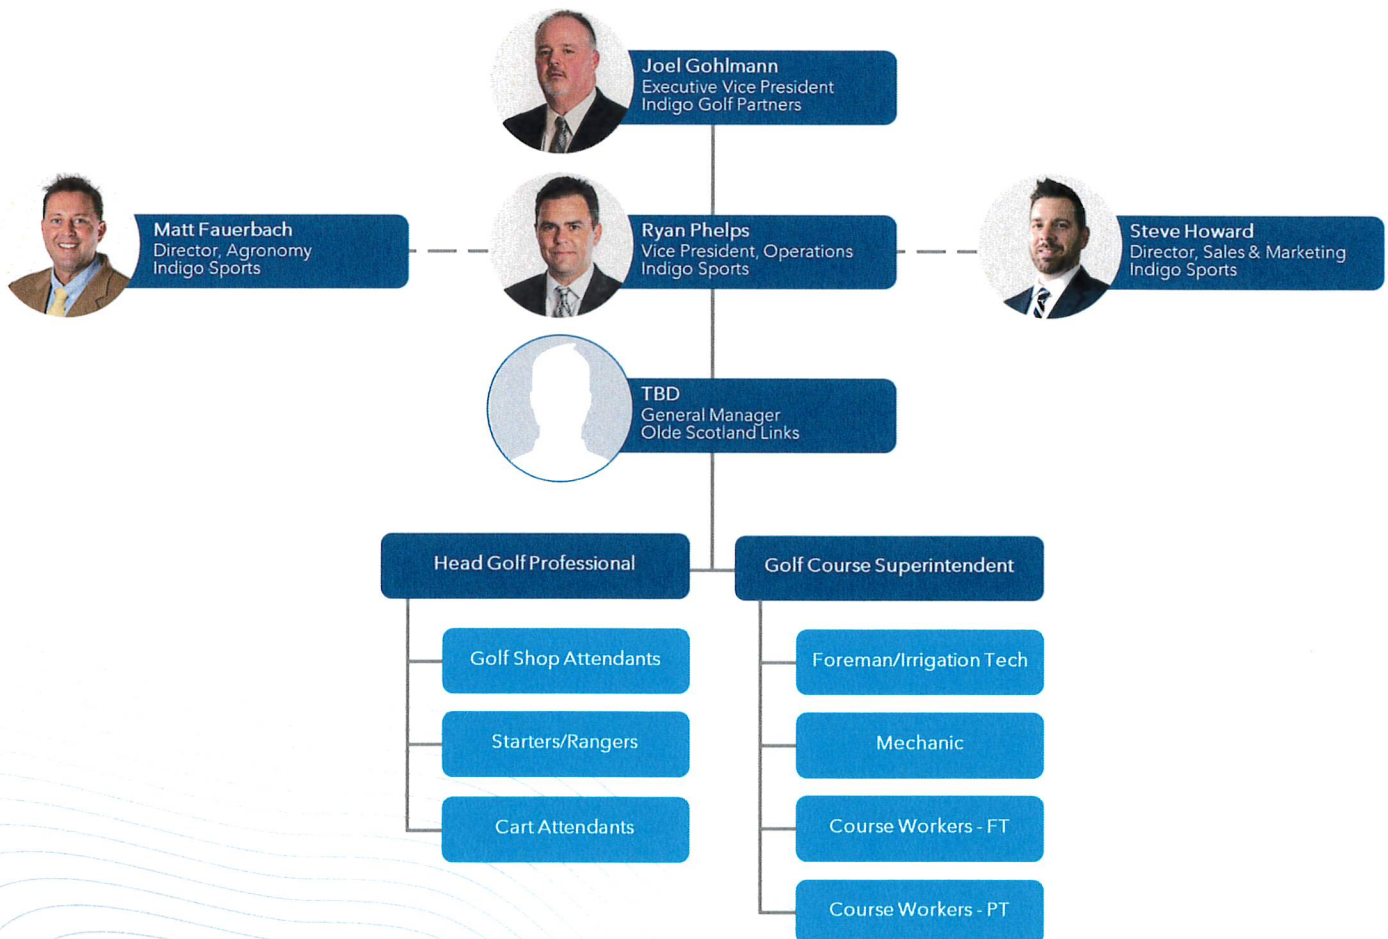 Joel Gohlmann
Executive Vice President
Indigo Golf Partners
Matt Fauerbach
Director, Agronomy
Indigo Sports
Ryan Phelps
Vice President, Operations
Indigo Sports
Steve Howard
Director, Sales & Marketing
Indigo Sports
TBD
General Manager
Olde Scotland Links
Head Golf Professional
Golf Shop Attendants
Starters/Rangers
Cart Attendants
Golf Course Superintendent
Foreman/Irrigation Tech
Mechanic
Course Workers - FT
Course Workers - PT